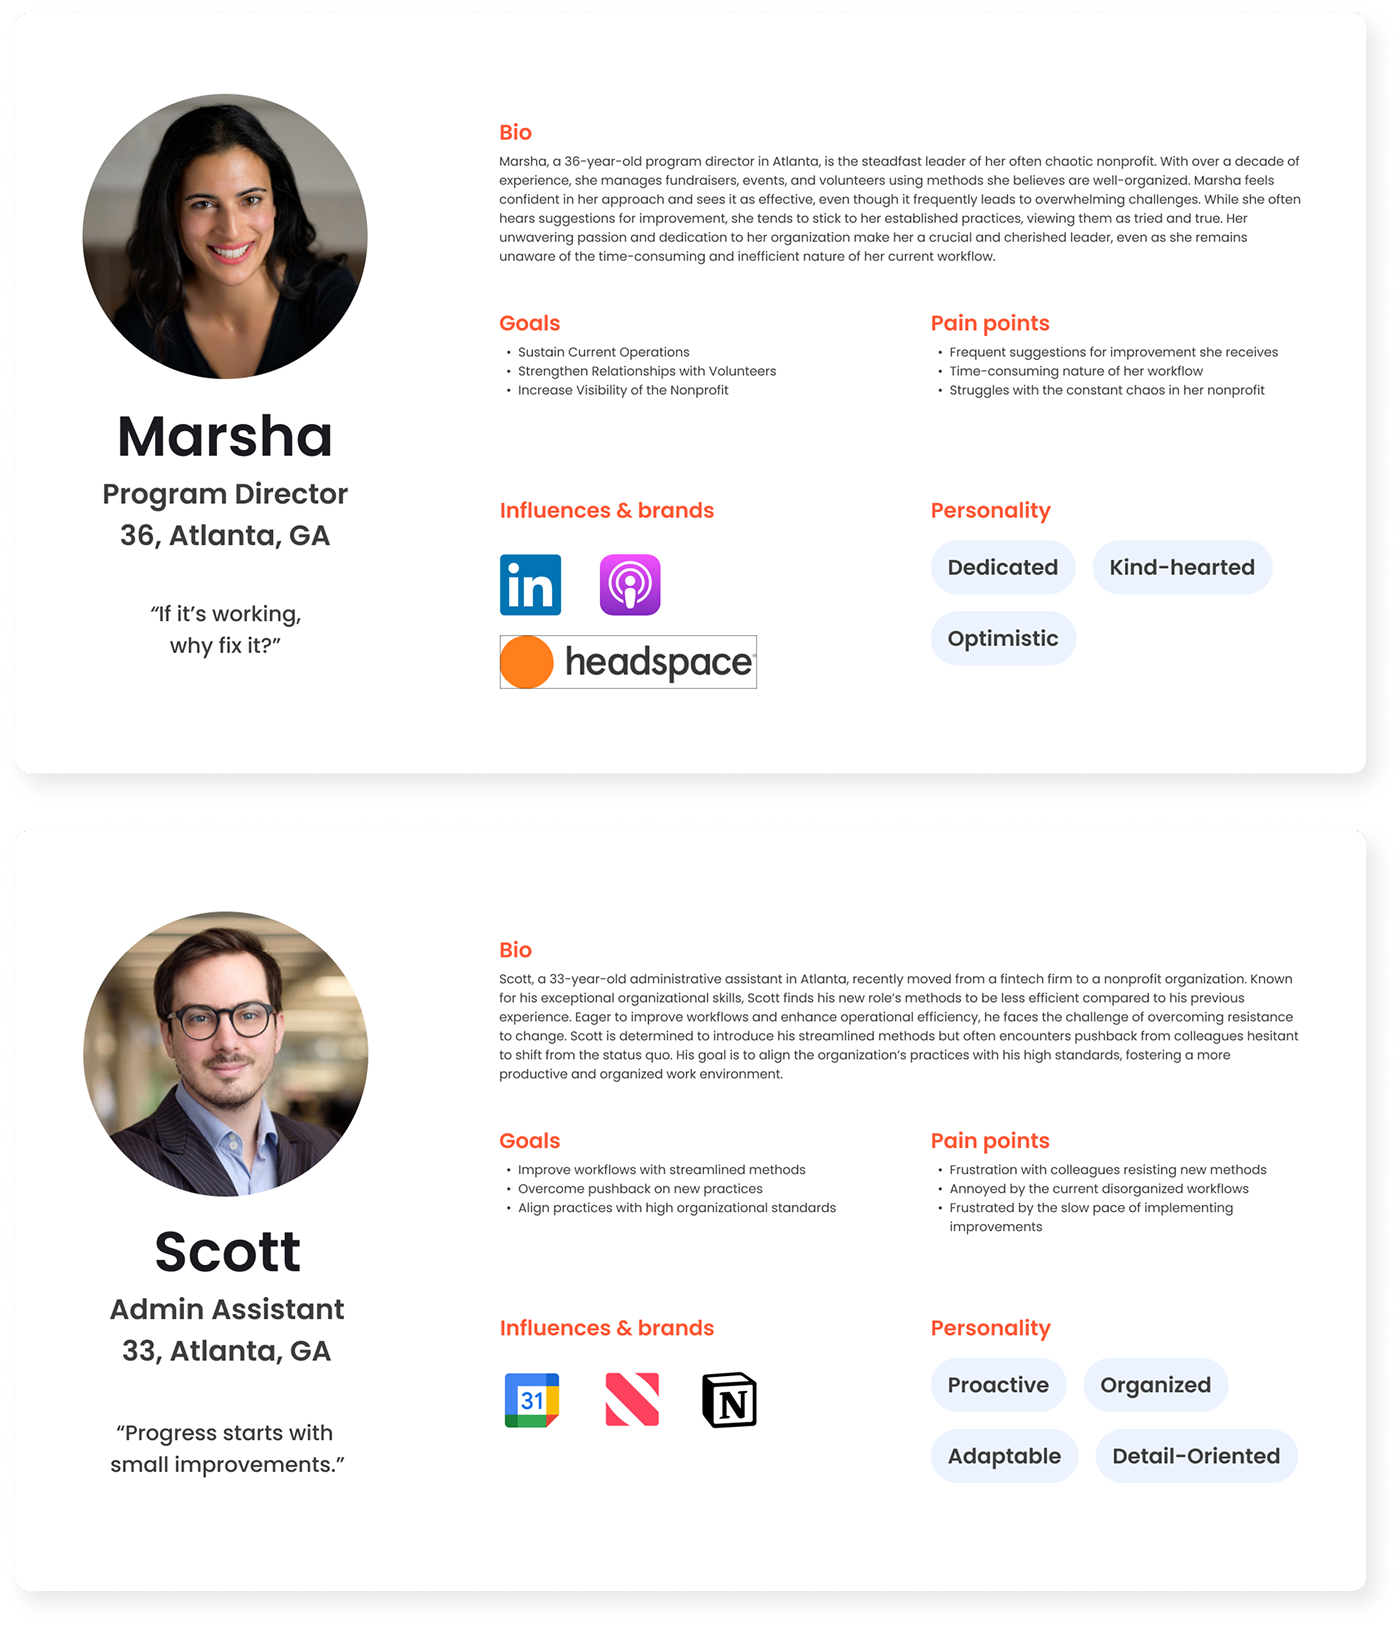 Marsha
Program Director
36, Atlanta, GA
“If it’s working,
why fix it?”
Bio
Marsha, a 36-year-old program director in Atlanta, is the steadfast leader of her often chaotic nonprofit. With over a decade of
experience, she manages fundraisers, events, and volunteers using methods she believes are well-organized. Marsha feels
confident in her approach and sees it as effective, even though it frequently leads to overwhelming challenges. While she often
hears suggestions for improvement, she tends to stick to her established practices, viewing them as tried and true. Her
unwavering passion and dedication to her organization make her a crucial and cherished leader, even as she remains
unaware of the time-consuming and inefficient nature of her current workflow.
Goals
• Sustain Current Operations
• Strengthen Relationships with Volunteers
• Increase Visibility of the Nonprofit
Pain points
• Frequent suggestions for improvement she receives
• Time-consuming nature of her workflow
• Struggles with the constant chaos in her nonprofit
Influences & brands
in
headspace
Personality
Dedicated
Kind-hearted
Optimistic
Scott
Admin Assistant
33, Atlanta, GA
“Progress starts with
small improvements.”
Bio
Scott, a 33-year-old administrative assistant in Atlanta, recently moved from a fintech firm to a nonprofit organization. Known
for his exceptional organizational skills, Scott finds his new role’s methods to be less efficient compared to his previous
experience. Eager to improve workflows and enhance operational efficiency, he faces the challenge of overcoming resistance
to change. Scott is determined to introduce his streamlined methods but often encounters pushback from colleagues hesitant
to shift from the status quo. His goal is to align the organization’s practices with his high standards, fostering a more
productive and organized work environment.
Goals
• Improve workflows with streamlined methods
• Overcome pushback on new practices
• Align practices with high organizational standards
Pain points
• Frustration with colleagues resisting new methods
• Annoyed by the current disorganized workflows
• Frustrated by the slow pace of implementing
improvements
Influences & brands
31
N
Personality
Proactive
Organized
Adaptable
Detail-Oriented